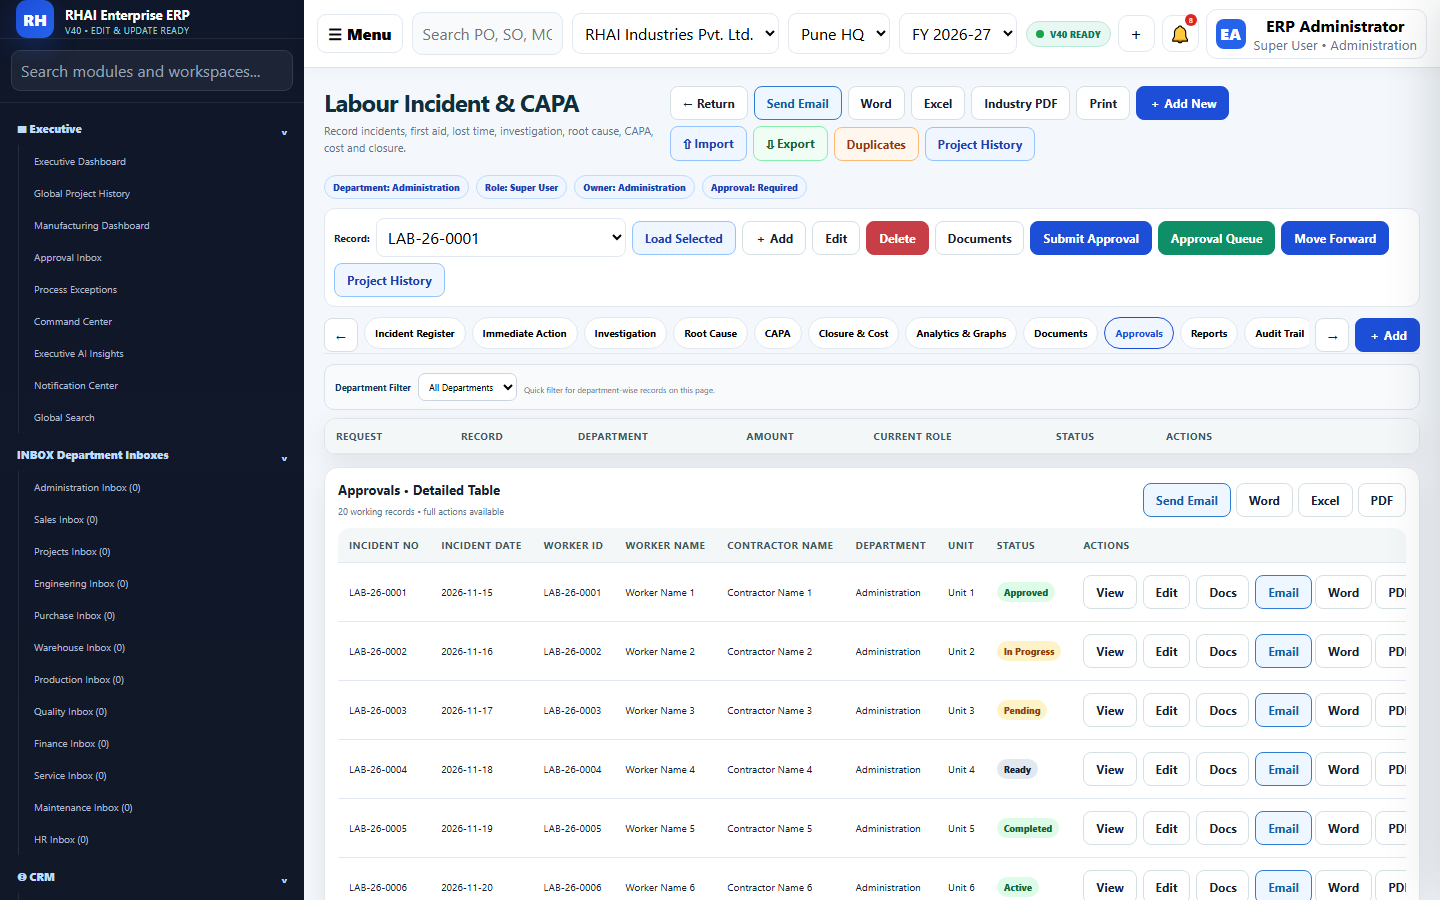 RH
RHAI Enterprise ERP
V40 • EDIT & UPDATE READY
Search modules and workspaces...
Executive
Executive Dashboard
Global Project History
Manufacturing Dashboard
Approval Inbox
Process Exceptions
Command Center
Executive AI Insights
Notification Center
Global Search
INBOX Department Inboxes
Administration Inbox (0)
Sales Inbox (0)
Projects Inbox (0)
Engineering Inbox (0)
Purchase Inbox (0)
Warehouse Inbox (0)
Production Inbox (0)
Quality Inbox (0)
Finance Inbox (0)
Service Inbox (0)
Maintenance Inbox (0)
HR Inbox (0)
CRM
☰ Menu
Search PO, SO, MO
RHAI Industries Pvt. Ltd.
Pune HQ
FY 2026-27
V40 READY
+
8
EA
ERP Administrator
Super User • Administration
Labour Incident & CAPA
Record incidents, first aid, lost time, investigation, root cause, CAPA,
cost and closure.
← Return
Send Email
Word
Excel
Industry PDF
Print
+ Add New
⇧ Import
⇩ Export
Duplicates
Project History
Department: Administration
Role: Super User
Owner: Administration
Approval: Required
Record:
LAB-26-0001
Load Selected
+ Add
Edit
Delete
Documents
Submit Approval
Approval Queue
Move Forward
Project History
←
Incident Register
Immediate Action
Investigation
Root Cause
CAPA
Closure & Cost
Analytics & Graphs
Documents
Approvals
Reports
Audit Trail
→
+ Add
Department Filter
All Departments
Quick filter for department-wise records on this page.
REQUEST RECORD DEPARTMENT AMOUNT CURRENT ROLE STATUS ACTIONS
Approvals • Detailed Table
20 working records • full actions available
Send Email
Word
Excel
PDF
INCIDENT NO INCIDENT DATE WORKER ID WORKER NAME CONTRACTOR NAME DEPARTMENT UNIT STATUS ACTIONS
LAB-26-0001 2026-11-15 LAB-26-0001 Worker Name 1 Contractor Name 1 Administration Unit 1 Approved View Edit Docs Email Word PDF
LAB-26-0002 2026-11-16 LAB-26-0002 Worker Name 2 Contractor Name 2 Administration Unit 2 In Progress View Edit Docs Email Word PDF
LAB-26-0003 2026-11-17 LAB-26-0003 Worker Name 3 Contractor Name 3 Administration Unit 3 Pending View Edit Docs Email Word PDF
LAB-26-0004 2026-11-18 LAB-26-0004 Worker Name 4 Contractor Name 4 Administration Unit 4 Ready View Edit Docs Email Word PDF
LAB-26-0005 2026-11-19 LAB-26-0005 Worker Name 5 Contractor Name 5 Administration Unit 5 Completed View Edit Docs Email Word PDF
LAB-26-0006 2026-11-20 LAB-26-0006 Worker Name 6 Contractor Name 6 Administration Unit 6 Active View Edit Docs Email Word PDF